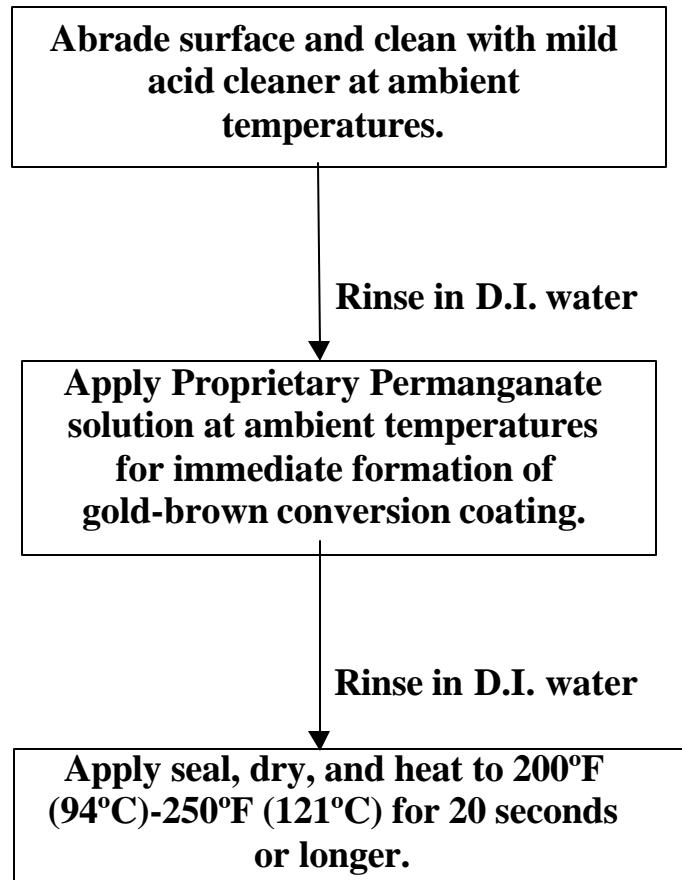 Abrade surface and clean with mild
acid cleaner at ambient
temperatures.
Rinse in D.I. water
Apply Proprietary Permanganate
solution at ambient temperatures
for immediate formation of
gold-brown conversion coating.
Rinse in D.I. water
Apply seal, dry, and heat to 200ºF
(94ºC)-250ºF (121ºC) for 20 seconds
or longer.